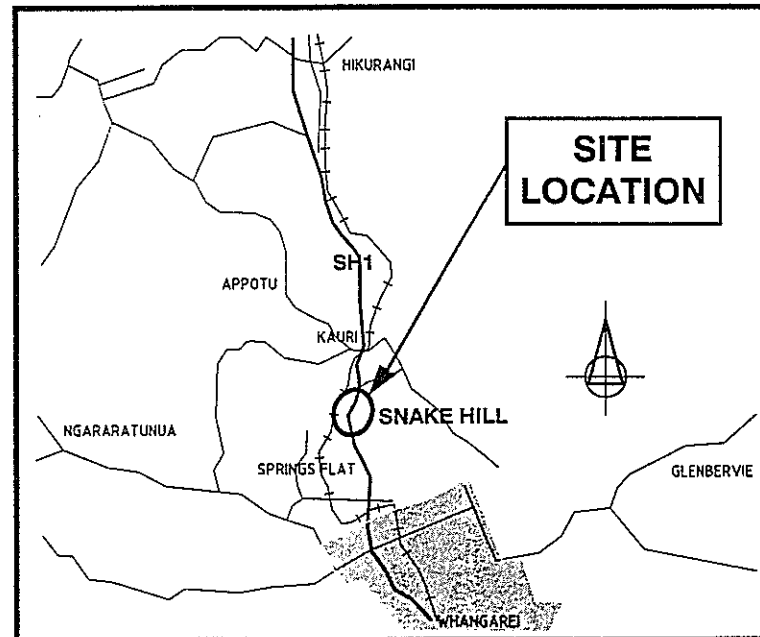 HIKURANGI
SITE
LOCATION
SH1
APPOTU
KAURI
SNAKE HILL
NGARARATUNUA
SPRINGS FLAT
GLENBERVIE
WHANGAREI